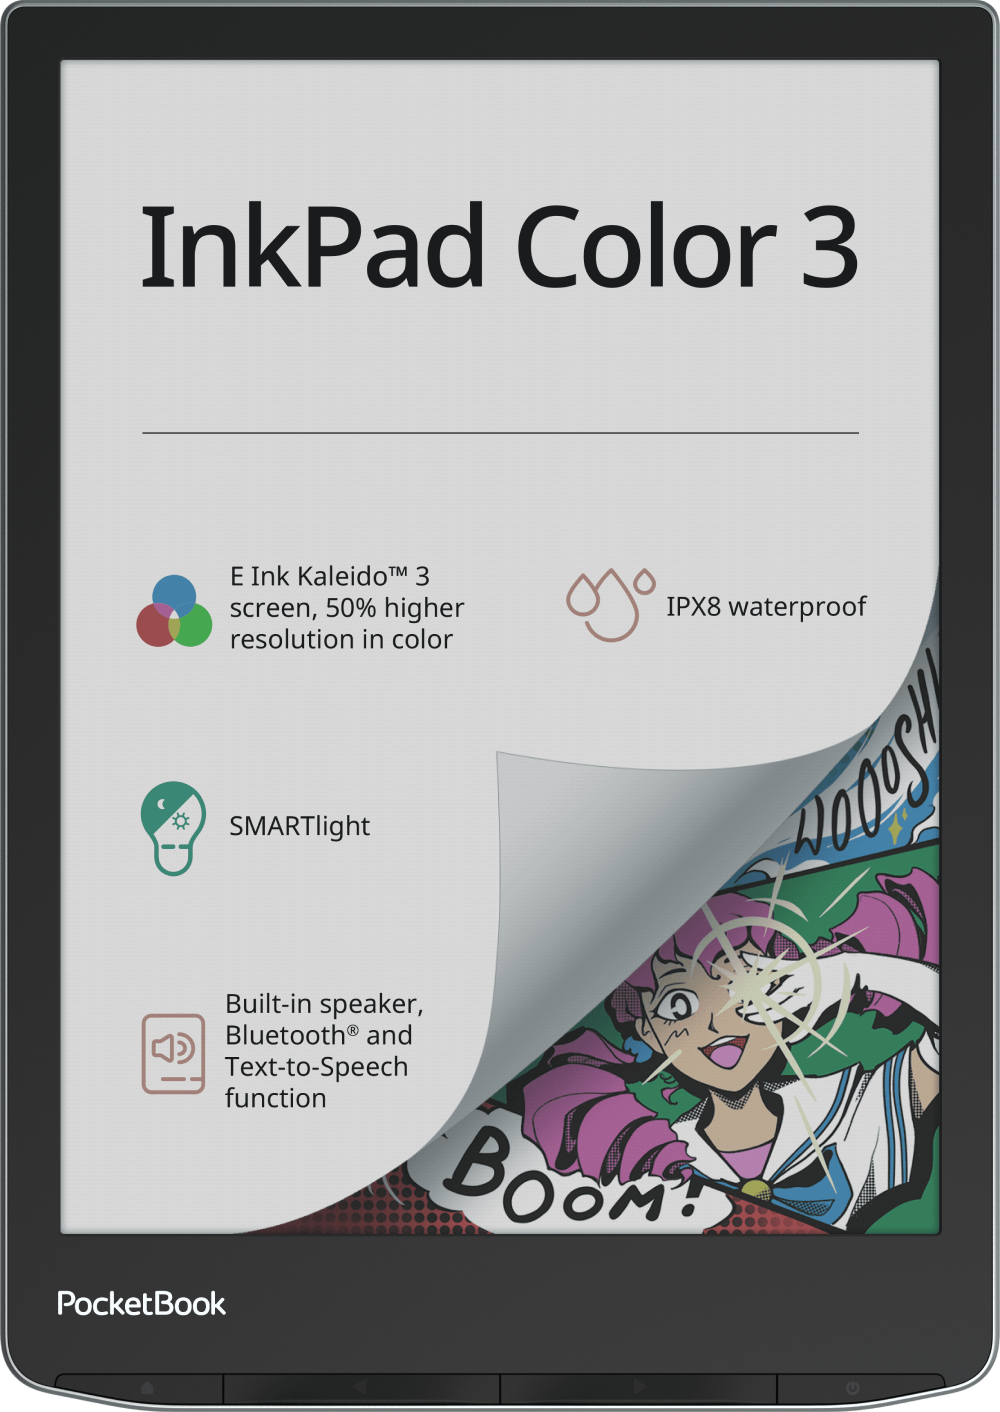 InkPad Color 3
E Ink Kaleido™ 3
screen, 50% higher
resolution in color
IPX8 waterproof
SMARTlight
Built-in speaker,
Bluetooth® and
Text-to-Speech
function
WOOOSH
BOOM!
PocketBook